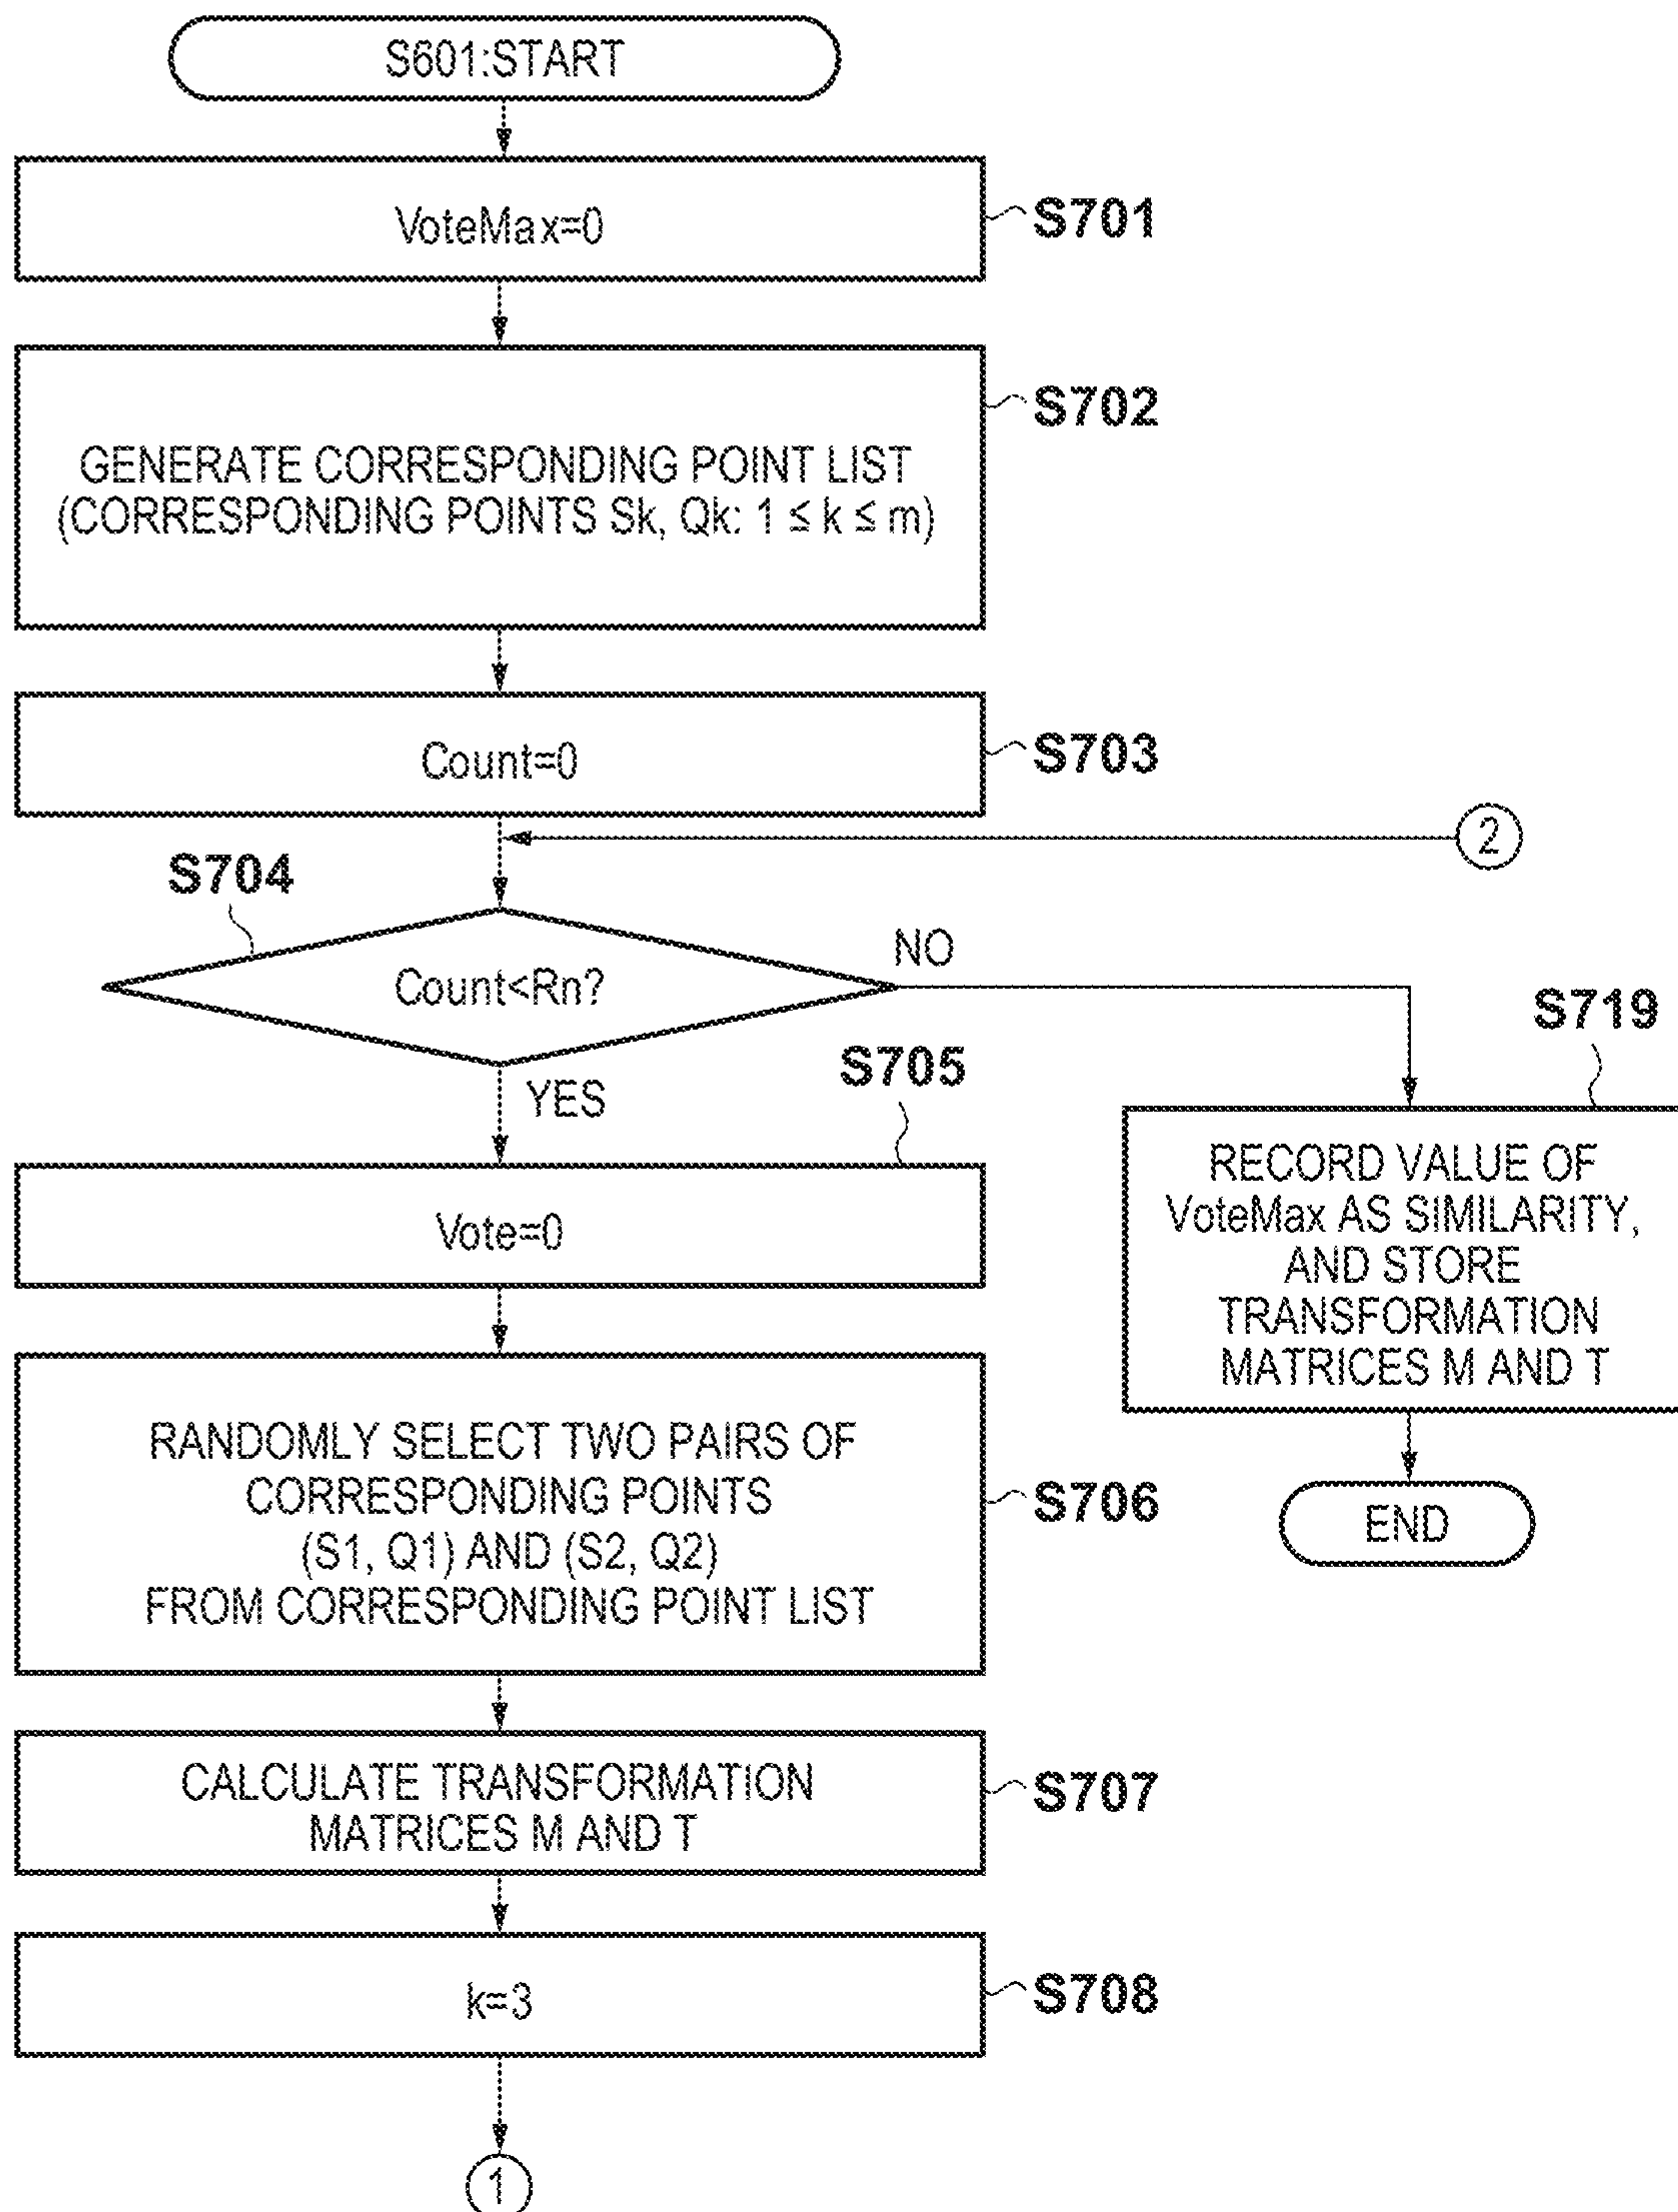 S601:START
VoteMax=0
S701
S702
GENERATE CORRESPONDING POINT LIST
(CORRESPONDING POINTS Sk, Qk: 1 ≤ k ≤ m)
Count=0
S703
2
S704
Count<Rn?
NO
YES
S705
S719
Vote=0
RECORD VALUE OF
VoteMax AS SIMILARITY,
AND STORE
TRANSFORMATION
MATRICES M AND T
END
RANDOMLY SELECT TWO PAIRS OF
CORRESPONDING POINTS
(S1, Q1) AND (S2, Q2)
FROM CORRESPONDING POINT LIST
S706
CALCULATE TRANSFORMATION
MATRICES M AND T
S707
k=3
S708
1